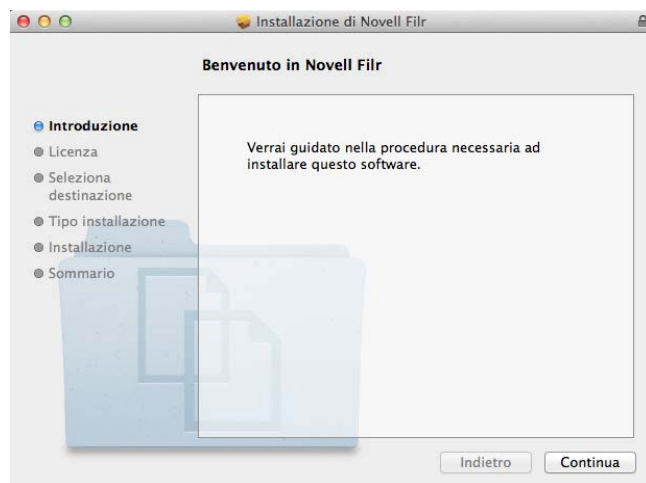 Installazione di Novell Filr
Benvenuto in Novell Filr
Introduzione
Licenza
Seleziona
destinazione
Tipo installazione
Installazione
Sommario
Verrai guidato nella procedura necessaria ad
installare questo software.
Indietro
Continua